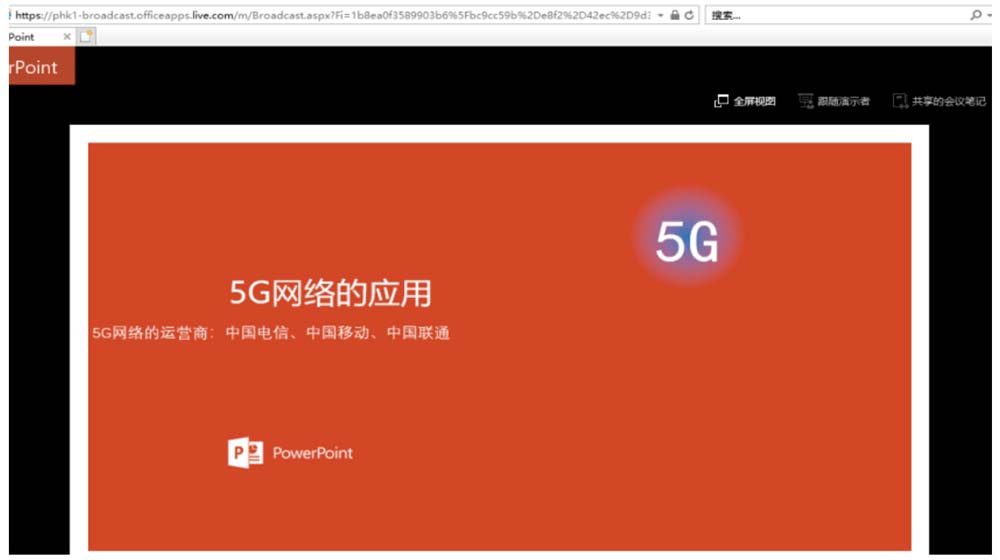 https://phk1-broadcast.officeapps.live.com/m/Broadcast.aspx?Fi=1b8ea0f3589903b6%5Fbc9cc59b%2De8f2%2D42ec%2D9d3
搜索...
Point
rPoint
全屏视图 跟随演示者 共享的会议笔记
5G
5G网络的应用
5G网络的运营商：中国电信、中国移动、中国联通
P PowerPoint